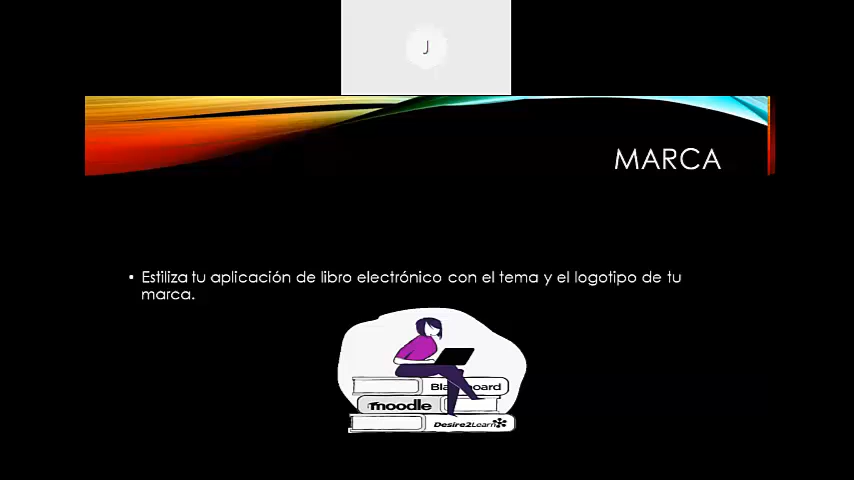 J
MARCA
▪ Estiliza tu aplicación de libro electrónico con el tema y el logotipo de tu
marca.
moodle
Desire2Learn